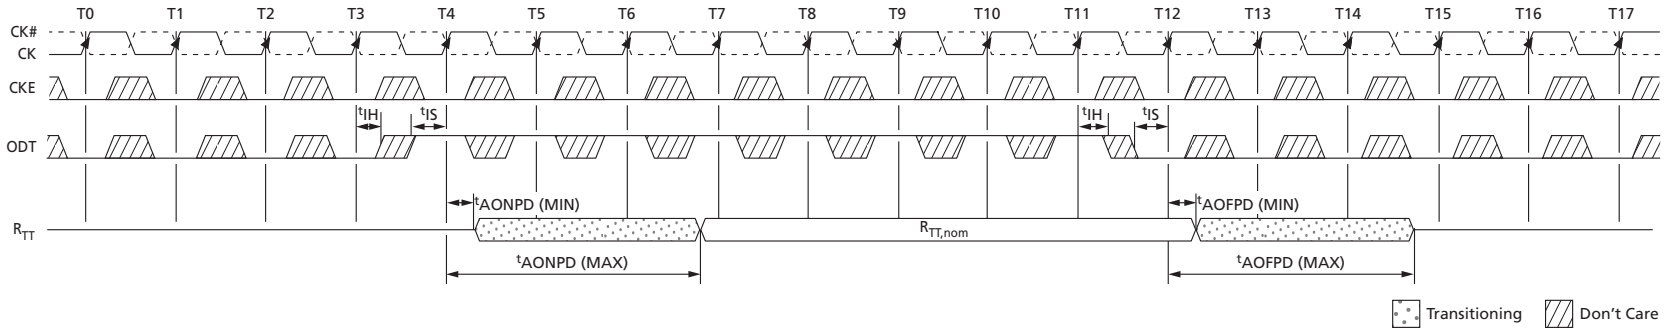 T0 T1 T2 T3 T4 T5 T6 T7 T8 T9 T10 T11 T12 T13 T14 T15 T16 T17
CK#
CK
CKE
tIH tIS tIH tIS
ODT
tAONPD (MIN) tAOFPD (MIN)
RTT RTT,nom
tAONPD (MAX) tAOFPD (MAX)
Transitioning Don't Care